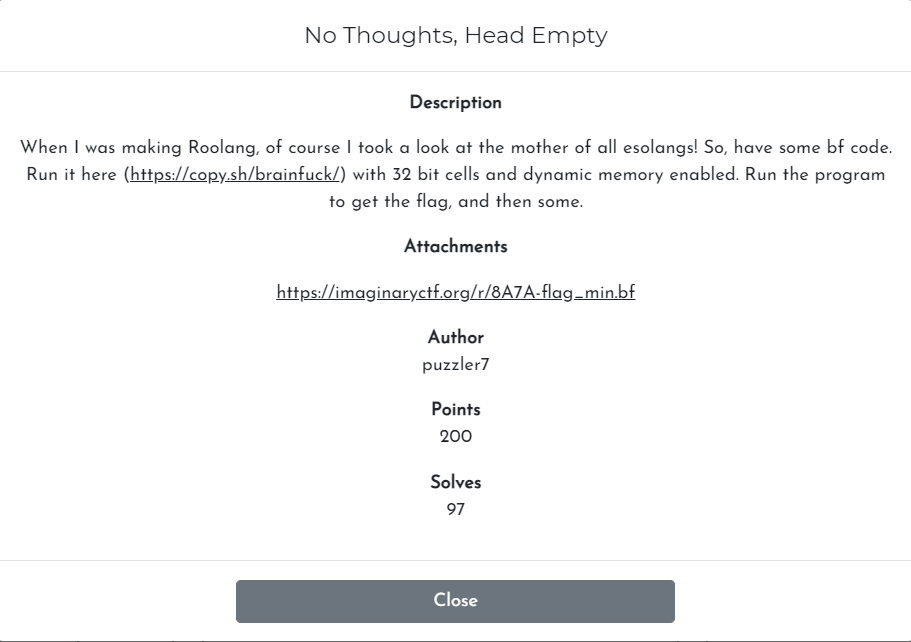 No Thoughts, Head Empty
Description
When I was making Roolang, of course I took a look at the mother of all esolangs! So, have some bf code.
Run it here (https://copy.sh/brainfuck/) with 32 bit cells and dynamic memory enabled. Run the program
to get the flag, and then some.
Attachments
https://imaginaryctf.org/r/8A7A-flag_min.bf
Author
puzzler7
Points
200
Solves
97
Close